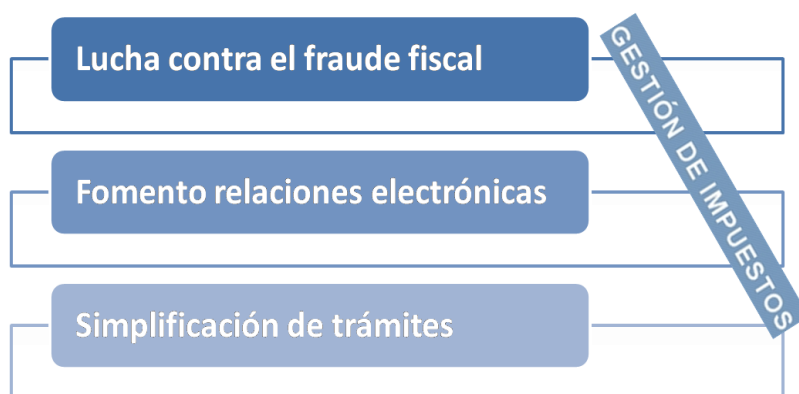 Lucha contra el fraude fiscal
GESTIÓN DE IMPUESTOS
Fomento relaciones electrónicas
Simplificación de trámites